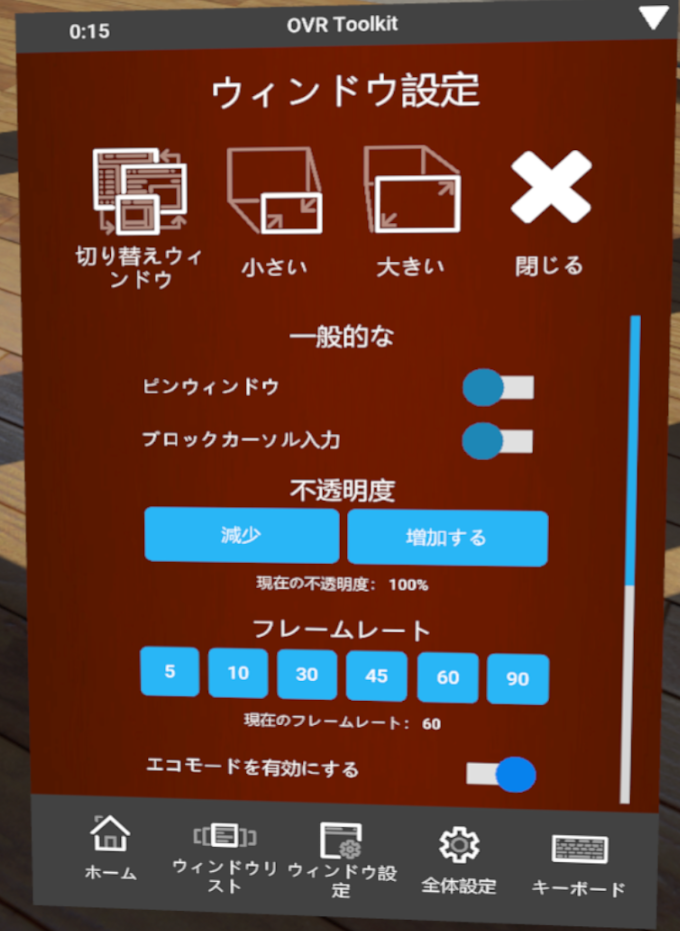 0:15
OVR Toolkit
ウィンドウ設定
切り替えウィ
ンドウ
小さい
大きい
閉じる
一般的な
ピンウィンドウ
ブロックカーソル入力
不透明度
減少
増加する
現在の不透明度: 100%
フレームレート
5
10
30
45
60
90
現在のフレームレート: 60
エコモードを有効にする
ホーム
ウィンドウリ
スト
ウィンドウ設
定
全体設定
キーボード